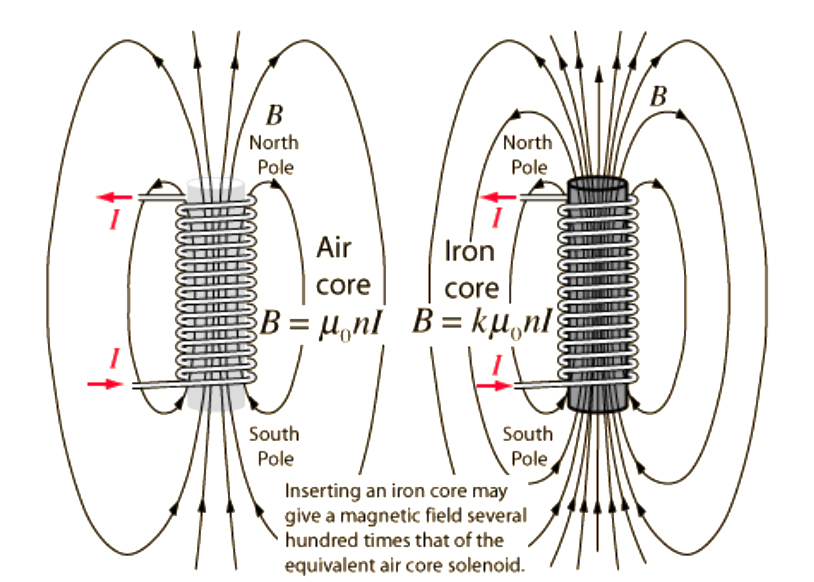 B
North
Pole
I
Air
core
B = μ₀nI
I
South
Pole
B
North
Pole
I
Iron
core
B = kμ₀nI
I
South
Pole
Inserting an iron core may
give a magnetic field several
hundred times that of the
equivalent air core solenoid.